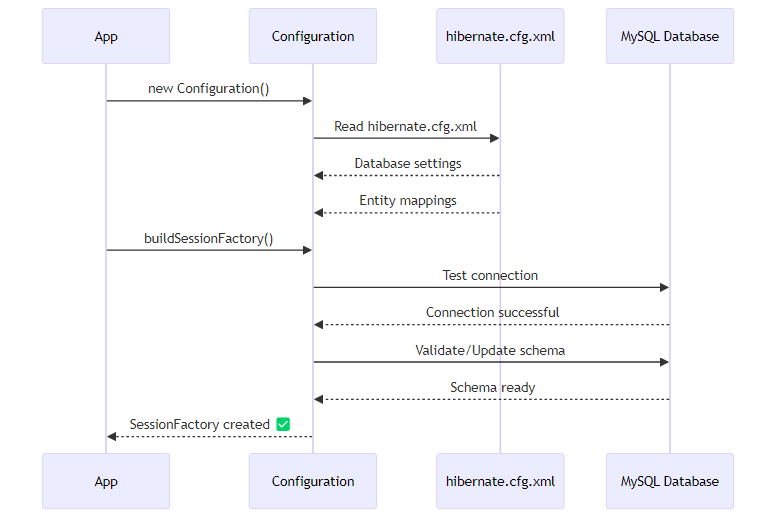 App
Configuration
hibernate.cfg.xml
MySQL Database
new Configuration()
Read hibernate.cfg.xml
Database settings
Entity mappings
buildSessionFactory()
Test connection
Connection successful
Validate/Update schema
Schema ready
SessionFactory created ✅
App
Configuration
hibernate.cfg.xml
MySQL Database